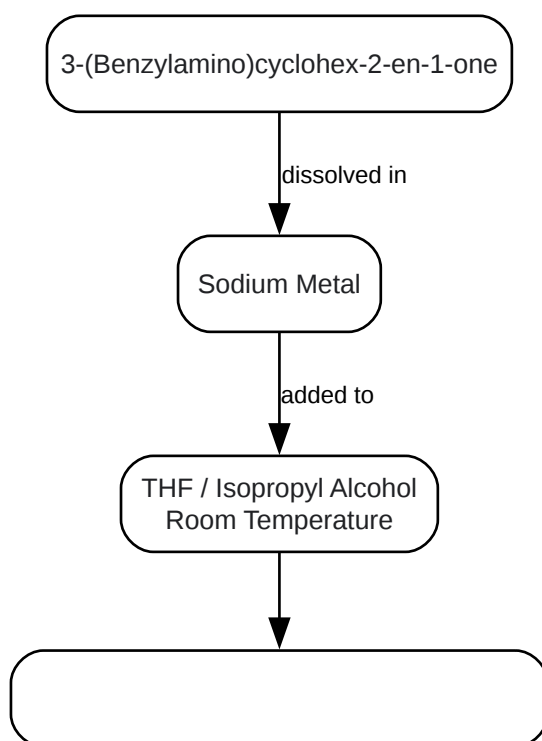 3-(Benzylamino)cyclohex-2-en-1-one
dissolved in
Sodium Metal
added to
THF / Isopropyl Alcohol
Room Temperature